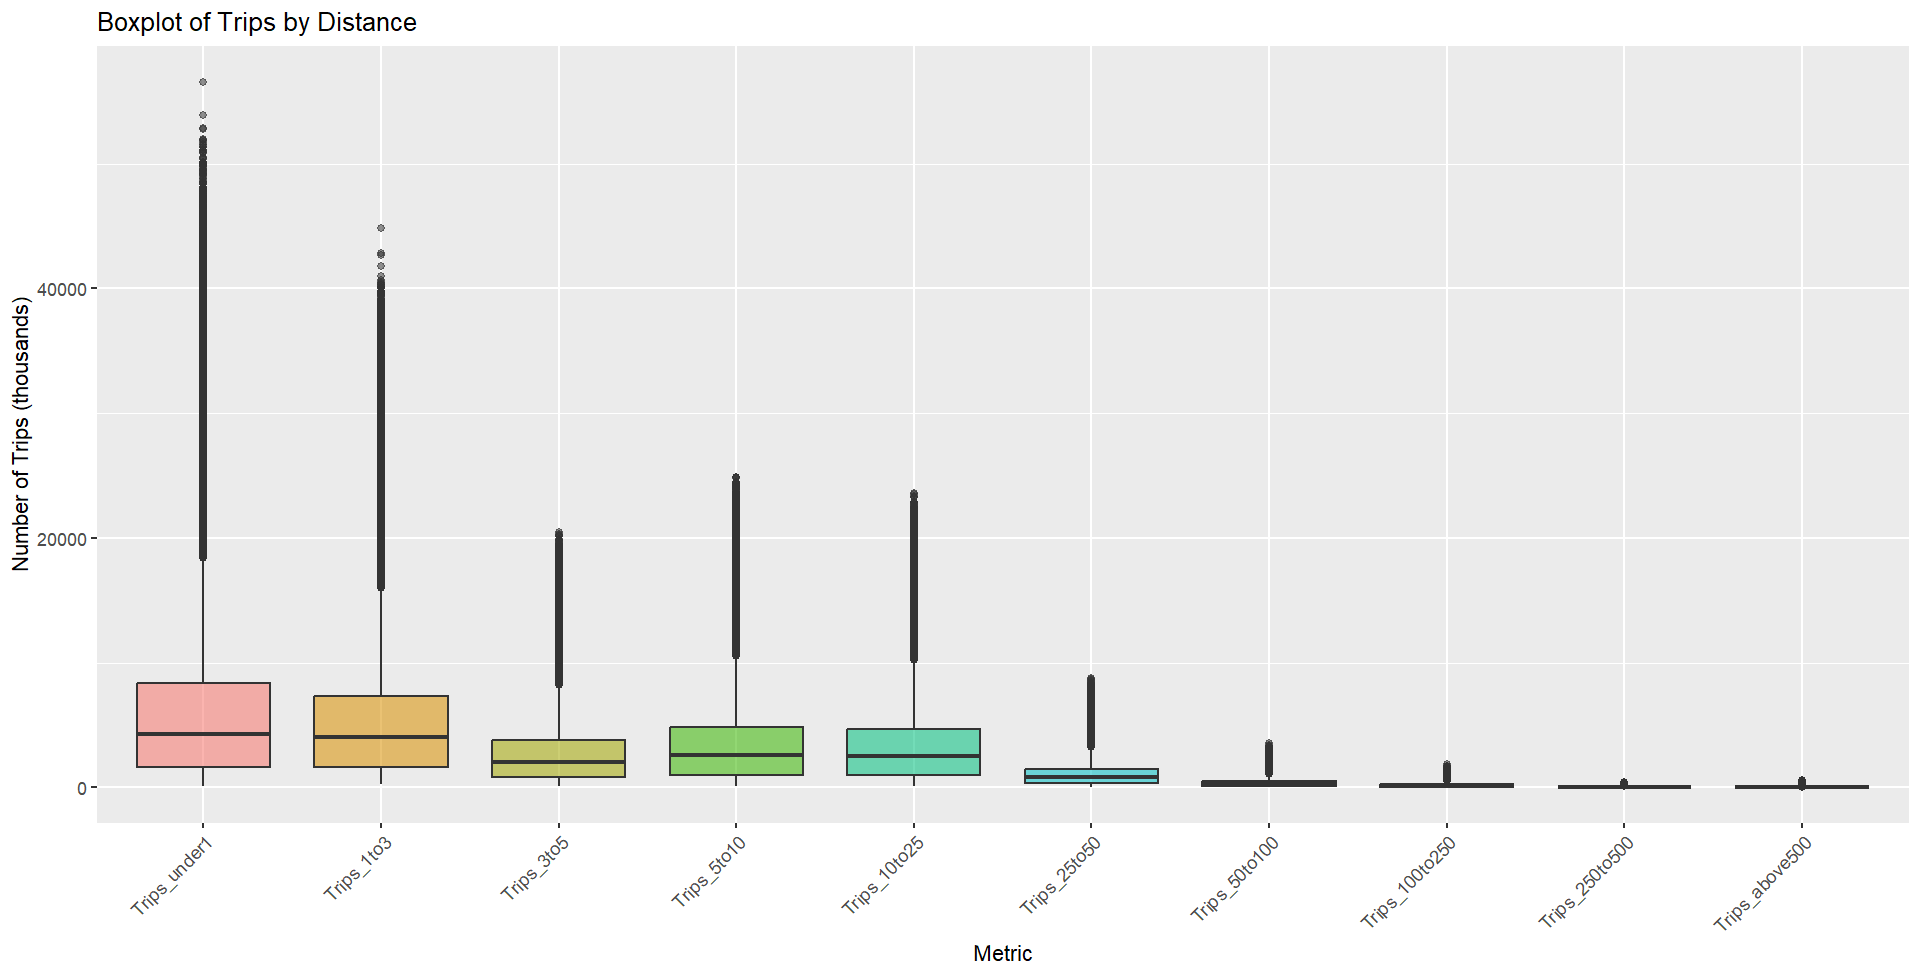 Boxplot of Trips by Distance
Number of Trips (thousands)
40000
20000
0
Trips_under1
Trips_1to3
Trips_3to5
Trips_5to10
Trips_10to25
Trips_25to50
Trips_50to100
Trips_100to250
Trips_250to500
Trips_above500
Metric